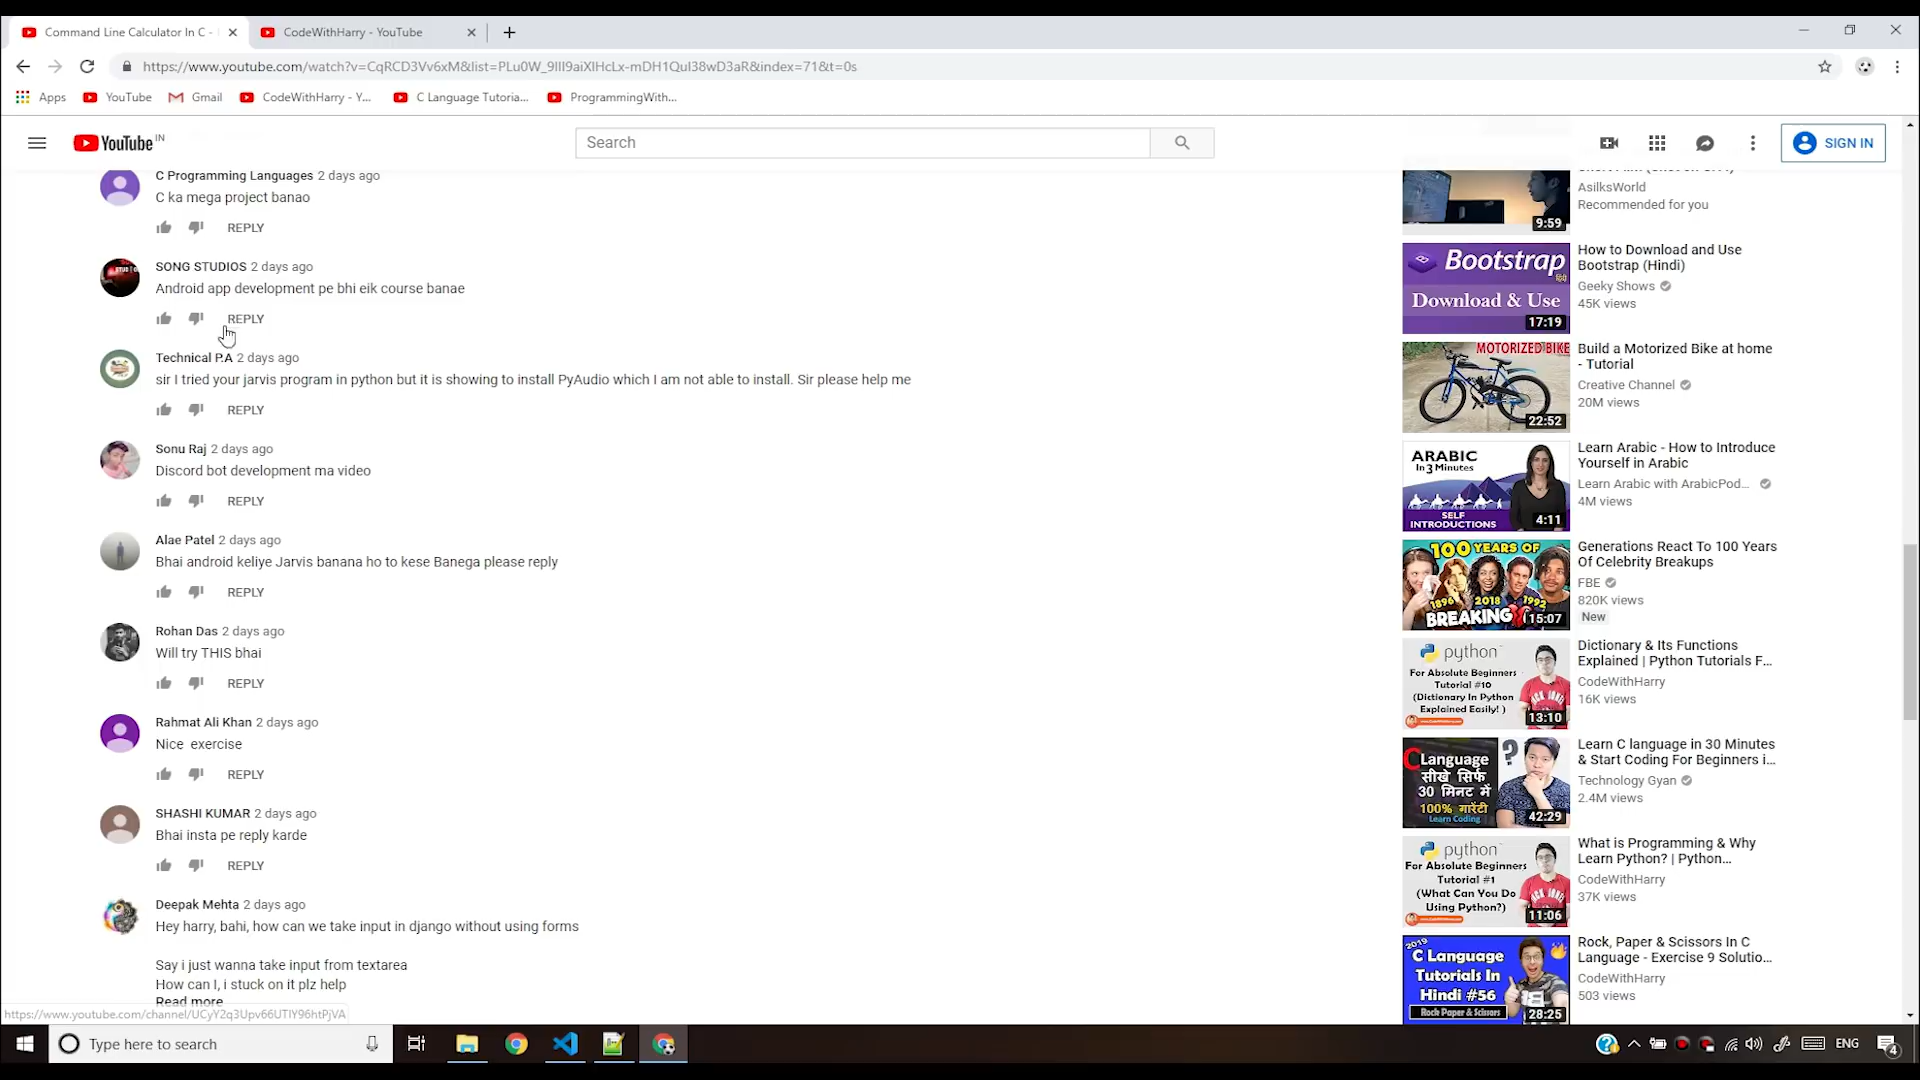 Command Line Calculator In C -
CodeWithHarry - YouTube
https://www.youtube.com/watch?v=CqRCD3Vv6xM&list=PLu0W_9lII9aiXlHcLx-mDH1QuI38wD3aR&index=71&t=0s
Apps
YouTube
Gmail
CodeWithHarry - Y...
C Language Tutoria...
ProgrammingWith...
YouTube IN
Search
SIGN IN
C Programming Languages 2 days ago
C ka mega project banao
REPLY
SONG STUDIOS 2 days ago
Android app development pe bhi eik course banae
REPLY
Technical P.A 2 days ago
sir I tried your jarvis program in python but it is showing to install PyAudio which I am not able to install. Sir please help me
REPLY
Sonu Raj 2 days ago
Discord bot development ma video
REPLY
Alae Patel 2 days ago
Bhai android keliye Jarvis banana ho to kese Banega please reply
REPLY
Rohan Das 2 days ago
Will try THIS bhai
REPLY
Rahmat Ali Khan 2 days ago
Nice exercise
REPLY
SHASHI KUMAR 2 days ago
Bhai insta pe reply karde
REPLY
Deepak Mehta 2 days ago
Hey harry, bahi, how can we take input in django without using forms
Say i just wanna take input from textarea
How can I, i stuck on it plz help
Read more
https://www.youtube.com/channel/UCyY2q3Upv66UTIY96htPjVA
9:59
AsilksWorld
Recommended for you
Bootstrap
Download & Use
17:19
How to Download and Use
Bootstrap (Hindi)
Geeky Shows
45K views
MOTORIZED BIKE
22:52
Build a Motorized Bike at home
- Tutorial
Creative Channel
20M views
ARABIC
In 3 Minutes
SELF
INTRODUCTIONS
4:11
Learn Arabic - How to Introduce
Yourself in Arabic
Learn Arabic with ArabicPod...
4M views
100 YEARS OF
1896 2018 1992
BREAKING
15:07
Generations React To 100 Years
Of Celebrity Breakups
FBE
820K views
New
python
For Absolute Beginners
Tutorial #10
(Dictionary In Python
Explained Easily! )
13:10
Dictionary & Its Functions
Explained | Python Tutorials F...
CodeWithHarry
16K views
C Language
सीखे सिर्फ
30 मिनट में
100% गारेंटी
Learn Coding
42:29
Learn C language in 30 Minutes
& Start Coding For Beginners i...
Technology Gyan
2.4M views
python
For Absolute Beginners
Tutorial #1
(What Can You Do
Using Python?)
11:06
What is Programming & Why
Learn Python? | Python...
CodeWithHarry
37K views
2019
C Language
Tutorials In
Hindi #56
Rock Paper & Scissors
28:25
Rock, Paper & Scissors In C
Language - Exercise 9 Solutio...
CodeWithHarry
503 views
Type here to search
ENG
4